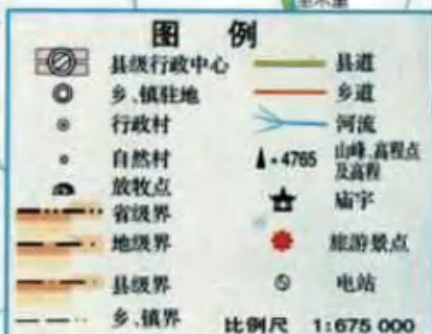 图 例
县级行政中心
乡、镇驻地
行政村
自然村
放牧点
省级界
地级界
县级界
乡、镇界
县道
乡道
河流
4765 山峰、高程点
及高程
庙宇
旅游景点
电站
比例尺 1:675 000